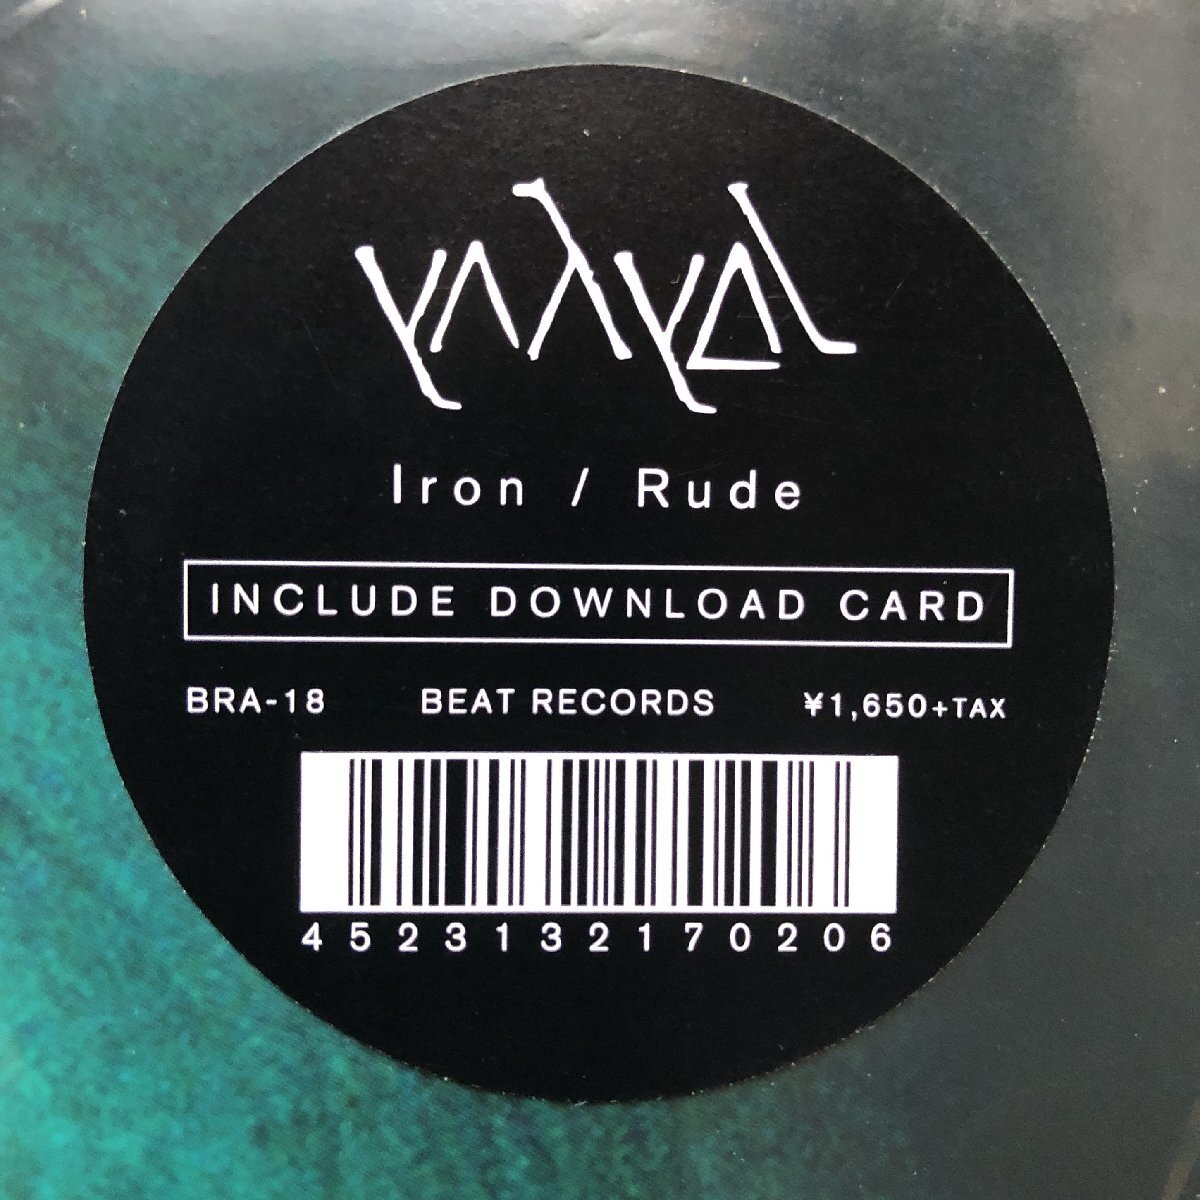 yahyel
Iron / Rude
INCLUDE DOWNLOAD CARD
BRA-18 BEAT RECORDS ¥1,650+TAX
4523132170206